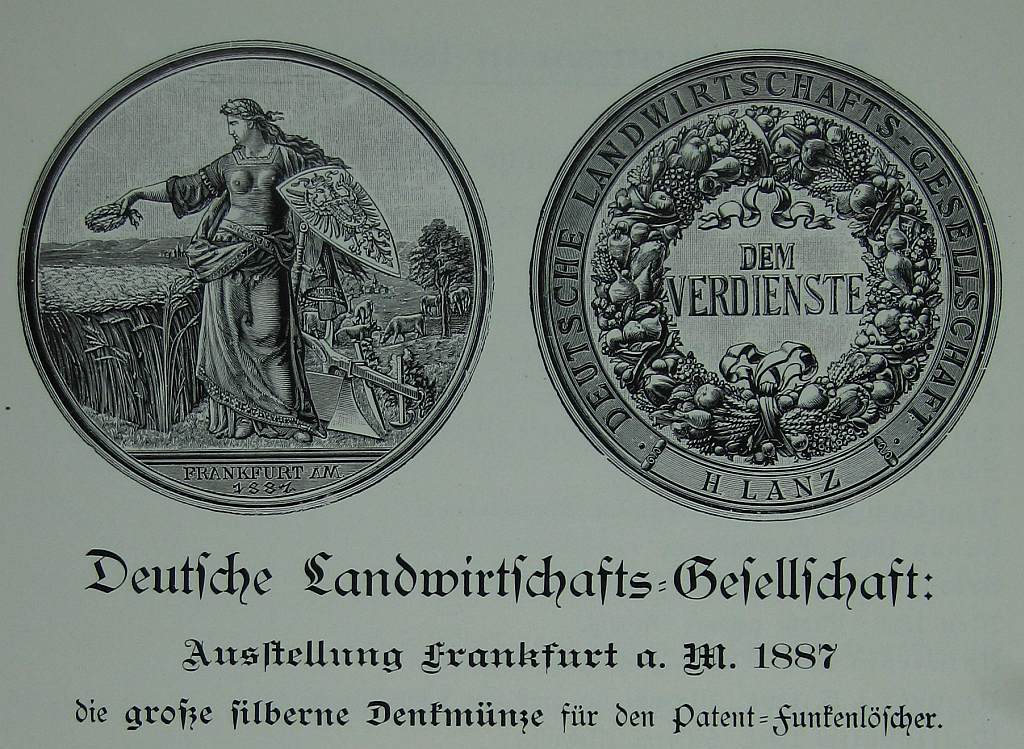 FRANKFURT AM
1887
DEUTSCHE LANDWIRTSCHAFTS-GESELLSCHAFT.
DEM
VERDIENSTE
H LANZ
Deutſche Landwirtſchafts-Geſellſchaft:
Ausſtellung Frankfurt a. M. 1887
die große ſilberne Denkmünze für den Patent-Funkenlöſcher.